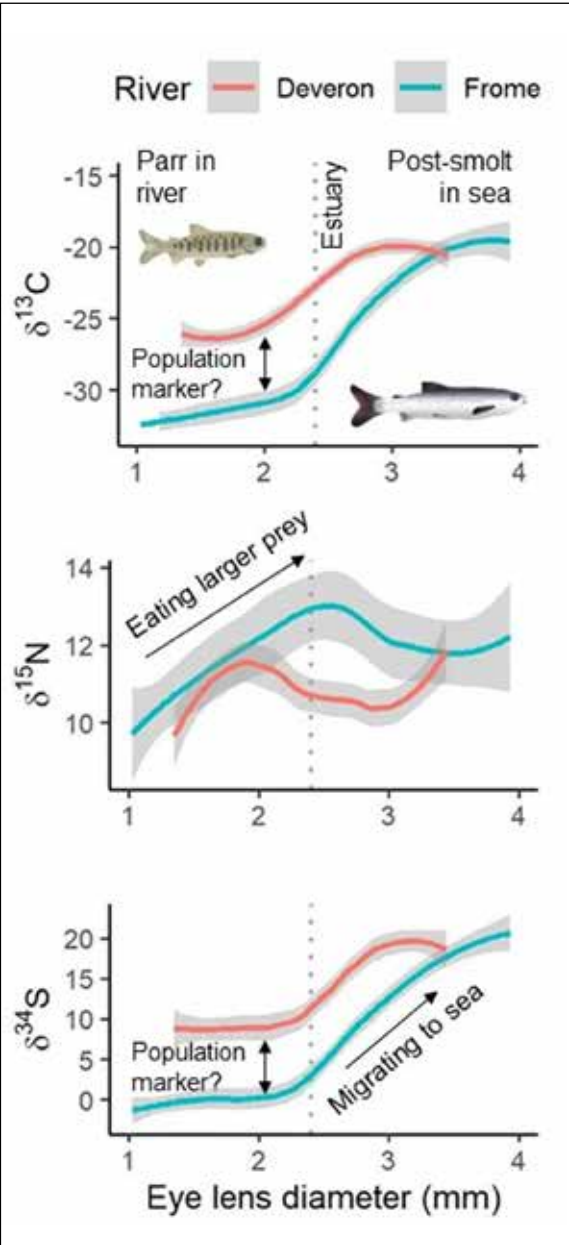 River Deveron Frome
Parr in
river
Post-smolt
in sea
Estuary
-15
-20
-25
-30
δ¹³C
Population
marker?
1 2 3 4
Eating larger prey
14
12
10
δ¹⁵N
1 2 3 4
20
15
10
5
0
δ³⁴S
Population
marker?
Migrating to sea
1 2 3 4
Eye lens diameter (mm)